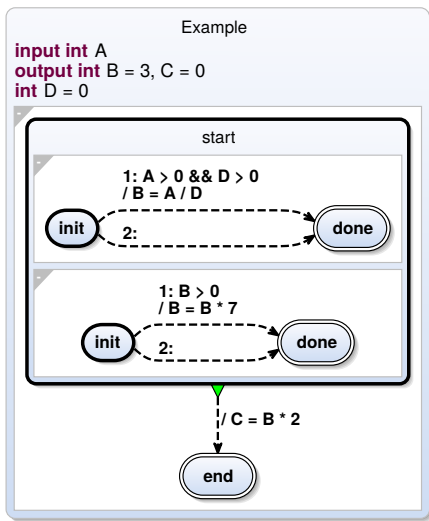 Example
input int A
output int B = 3, C = 0
int D = 0
start
1: A > 0 && D > 0
/ B = A / D
init
2:
done
1: B > 0
/ B = B * 7
init
2:
done
/ C = B * 2
end